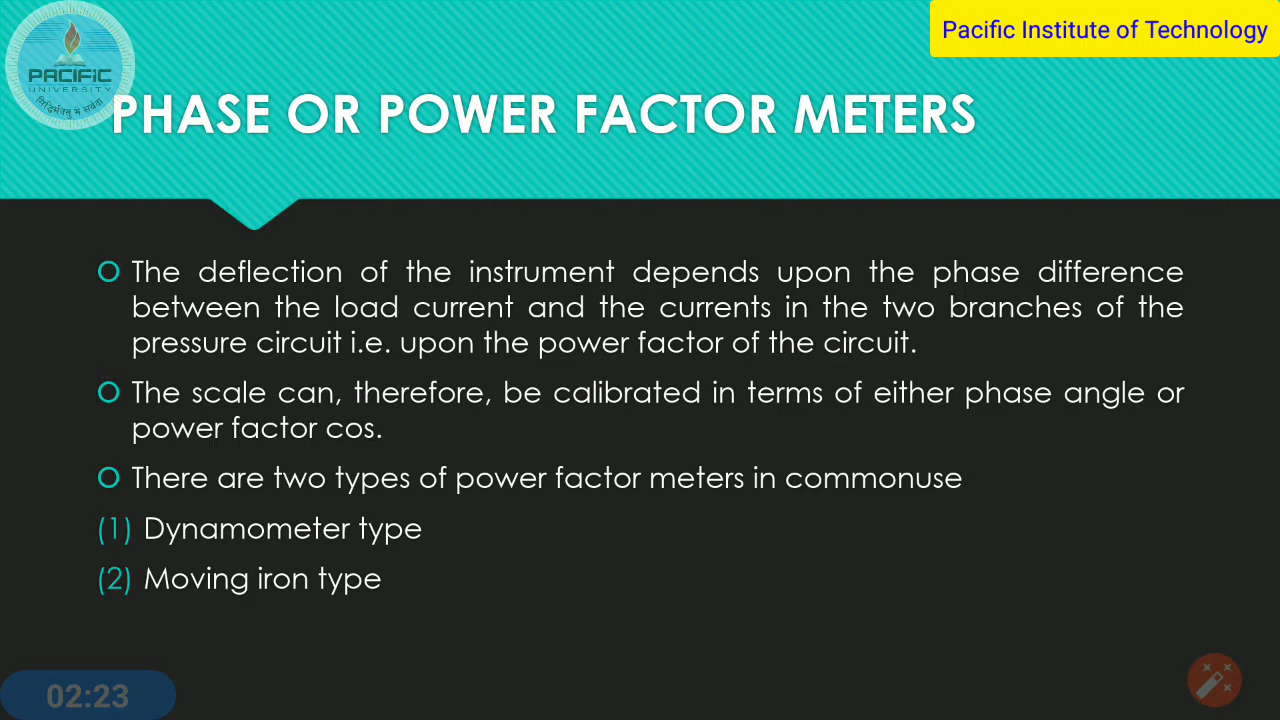 Pacific Institute of Technology
PACIFIC
UNIVERSITY
PHASE OR POWER FACTOR METERS
The deflection of the instrument depends upon the phase difference
between the load current and the currents in the two branches of the
pressure circuit i.e. upon the power factor of the circuit.
The scale can, therefore, be calibrated in terms of either phase angle or
power factor cos.
There are two types of power factor meters in commonuse
(1) Dynamometer type
(2) Moving iron type
02:23